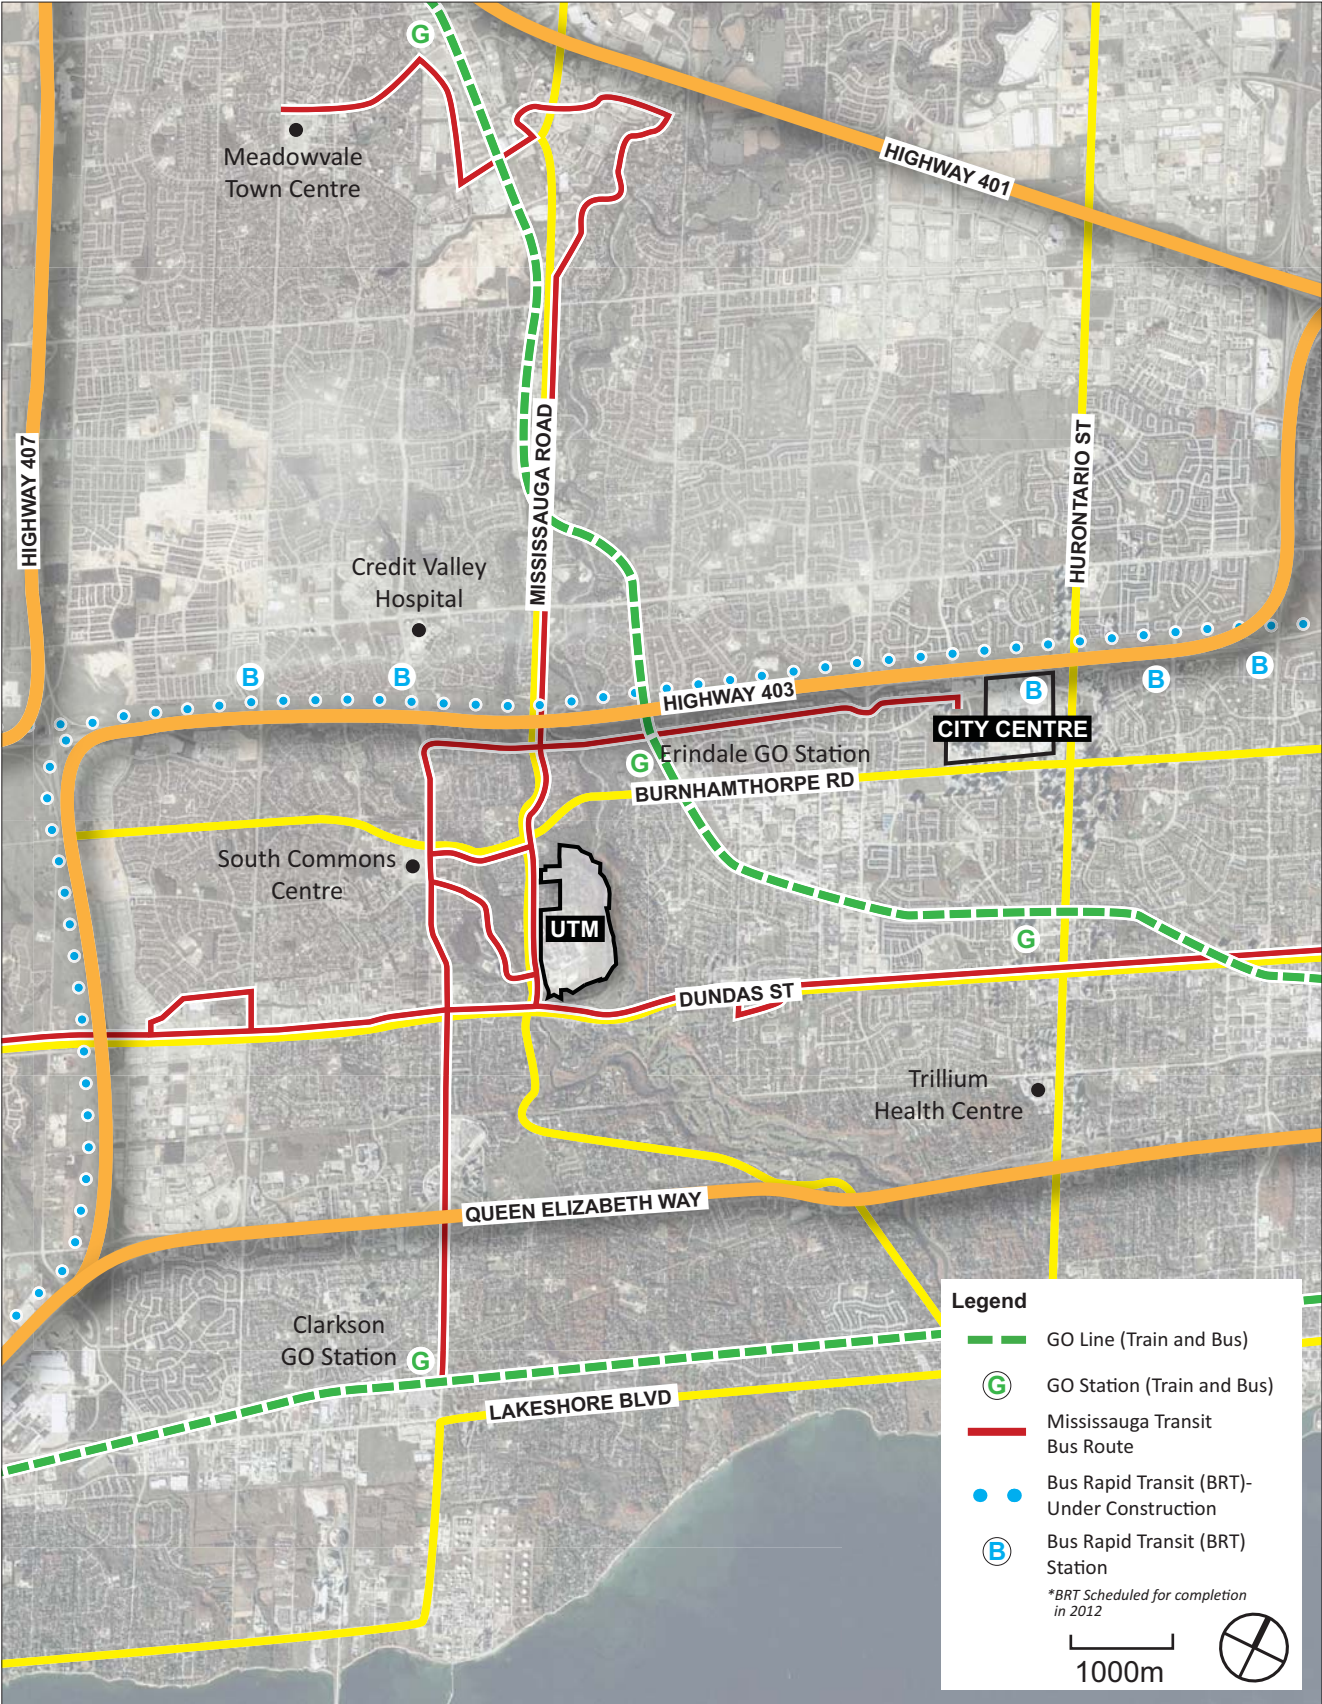 G
Meadowvale
Town Centre
HIGHWAY 401
HIGHWAY 407
MISSISSAUGA ROAD
HURONTARIO ST
Credit Valley
Hospital
B
B
B
B
B
HIGHWAY 403
CITY CENTRE
G
Erindale GO Station
BURNHAMTHORPE RD
South Commons
Centre
UTM
G
DUNDAS ST
Trillium
Health Centre
QUEEN ELIZABETH WAY
Clarkson
GO Station
G
LAKESHORE BLVD
Legend
GO Line (Train and Bus)
G
GO Station (Train and Bus)
Mississauga Transit
Bus Route
Bus Rapid Transit (BRT)-
Under Construction
B
Bus Rapid Transit (BRT)
Station
*BRT Scheduled for completion
in 2012
1000m